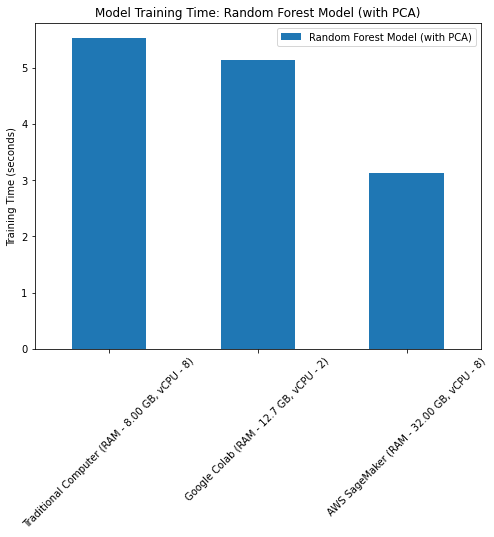 Model Training Time: Random Forest Model (with PCA)
Random Forest Model (with PCA)
Training Time (seconds)
5
4
3
2
1
0
Traditional Computer (RAM - 8.00 GB, vCPU - 8)
Google Colab (RAM - 12.7 GB, vCPU - 2)
AWS SageMaker (RAM - 32.00 GB, vCPU - 8)